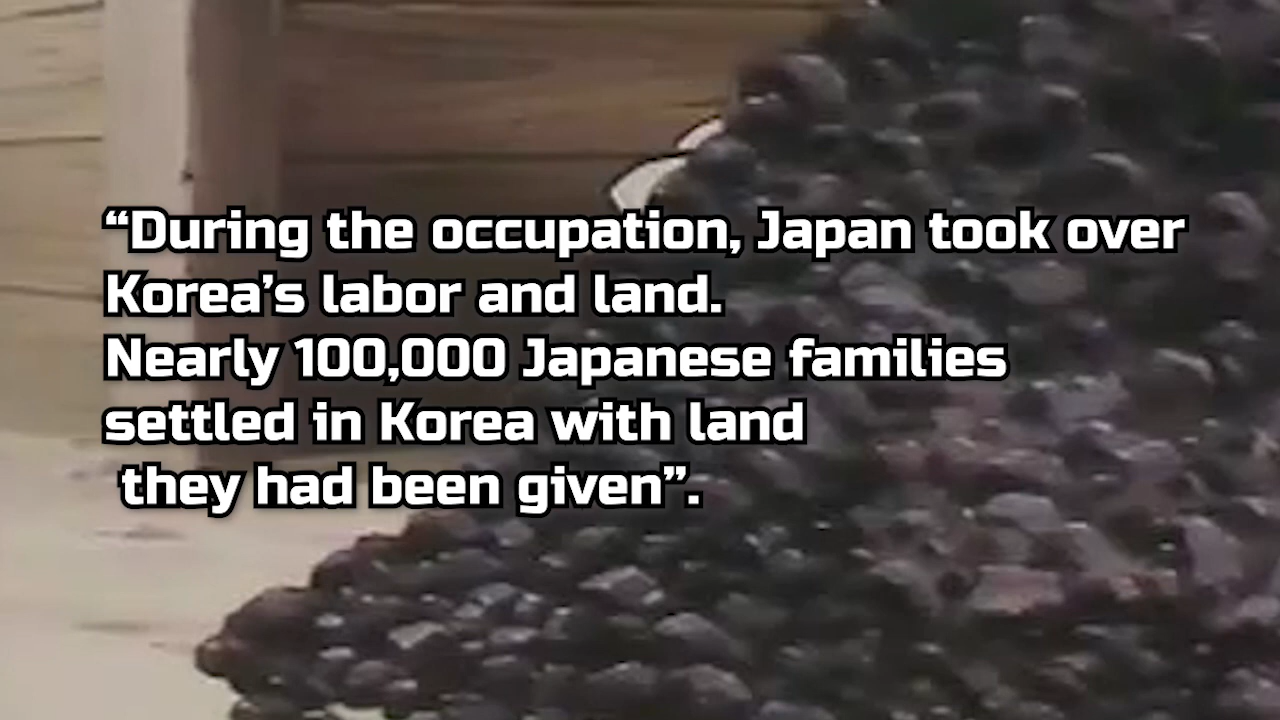 “During the occupation, Japan took over
Korea’s labor and land.
Nearly 100,000 Japanese families
settled in Korea with land
they had been given”.